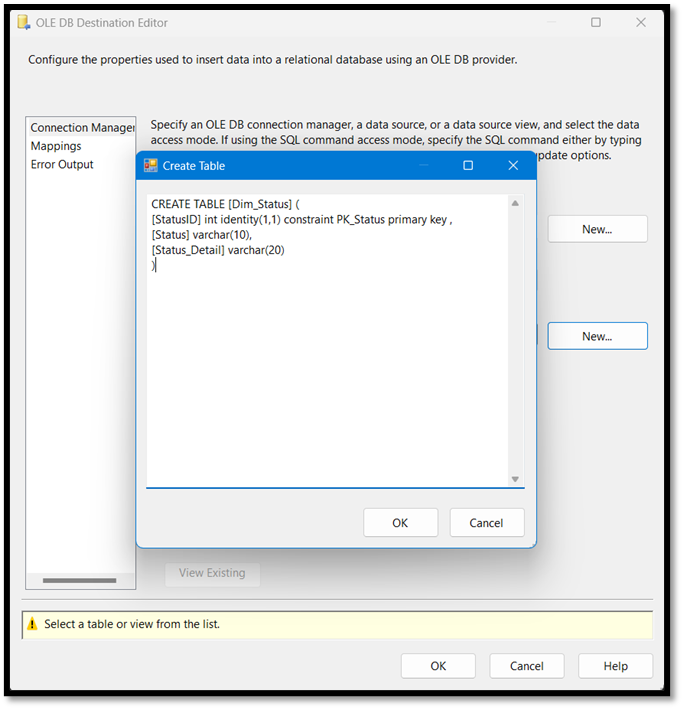 OLE DB Destination Editor
Configure the properties used to insert data into a relational database using an OLE DB provider.
Connection Manager
Mappings
Error Output
Specify an OLE DB connection manager, a data source, or a data source view, and select the data
access mode. If using the SQL command access mode, specify the SQL command either by typing
update options.
Create Table
CREATE TABLE [Dim_Status] (
[StatusID] int identity(1,1) constraint PK_Status primary key ,
[Status] varchar(10),
[Status_Detail] varchar(20)
)
New...
New...
OK
Cancel
View Existing
Select a table or view from the list.
OK
Cancel
Help